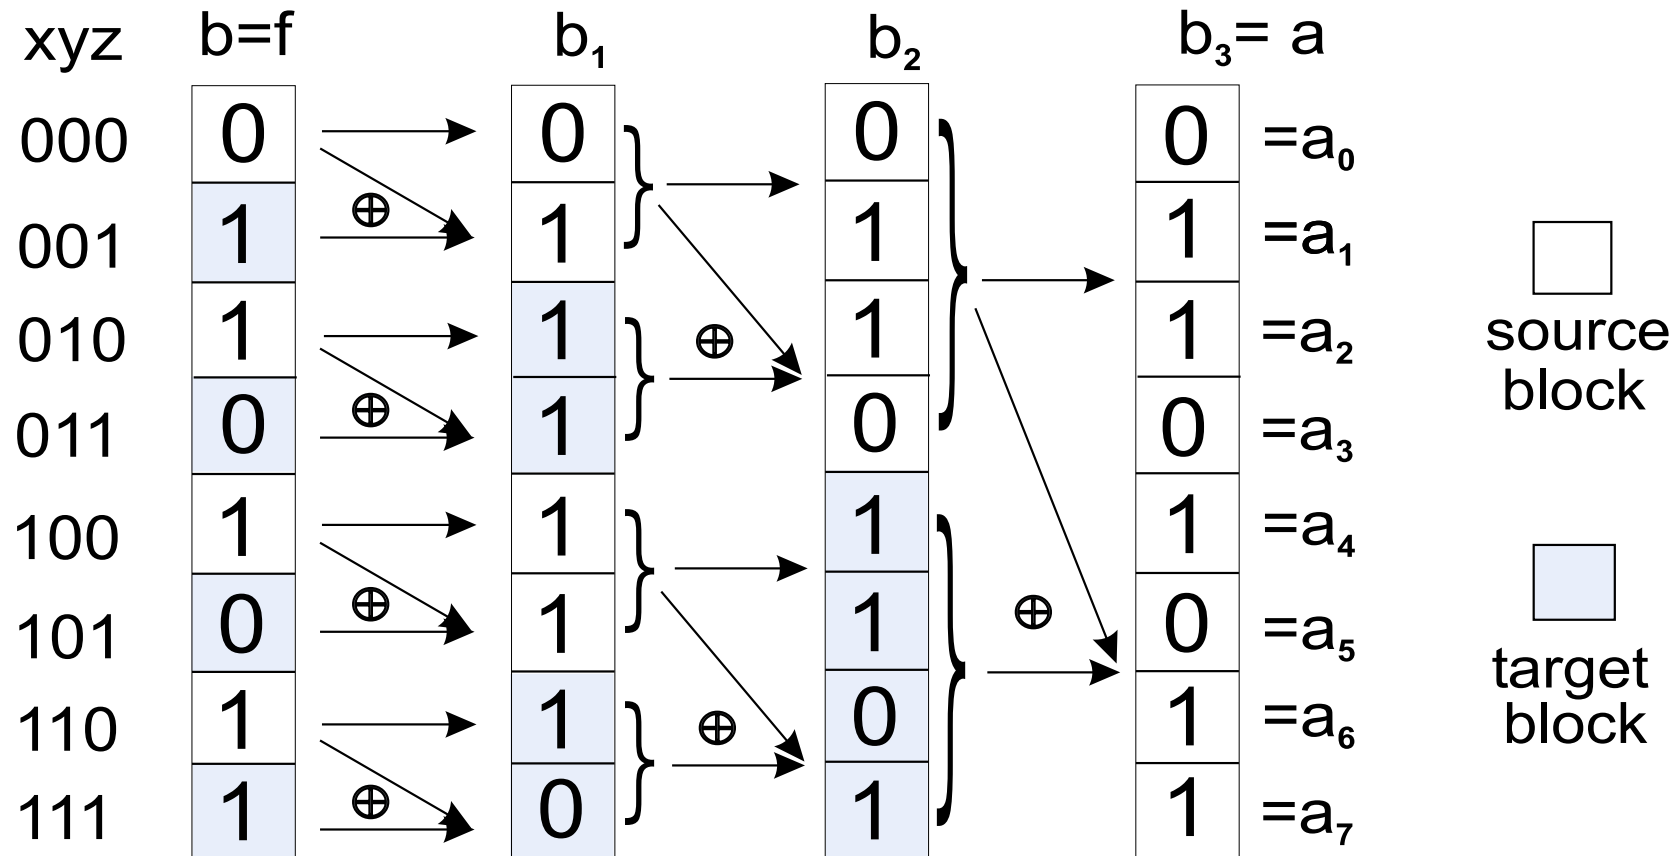 xyz b=f b₁ b₂ b₃= a
000 0 0 0 0 =a₀
001 1 ⊕ 1 1 1 =a₁
010 1 1 ⊕ 1 1 =a₂
011 0 ⊕ 1 0 0 =a₃
100 1 1 1 1 =a₄
101 0 ⊕ 1 1 ⊕ 0 =a₅
110 1 1 ⊕ 0 1 =a₆
111 1 ⊕ 0 1 1 =a₇
source
block
target
block